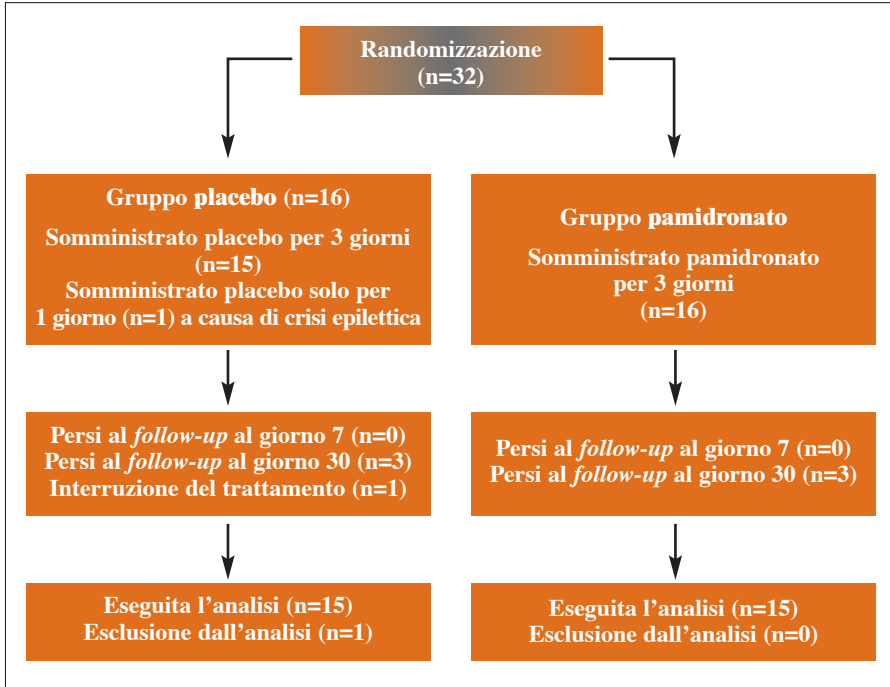 Randomizzazione
(n=32)
Gruppo placebo (n=16)
Somministrato placebo per 3 giorni
(n=15)
Somministrato placebo solo per
1 giorno (n=1) a causa di crisi epilettica
Gruppo pamidronato
Somministrato pamidronato
per 3 giorni
(n=16)
Persi al follow-up al giorno 7 (n=0)
Persi al follow-up al giorno 30 (n=3)
Interruzione del trattamento (n=1)
Persi al follow-up al giorno 7 (n=0)
Persi al follow-up al giorno 30 (n=3)
Eseguita l’analisi (n=15)
Esclusione dall’analisi (n=1)
Eseguita l’analisi (n=15)
Esclusione dall’analisi (n=0)